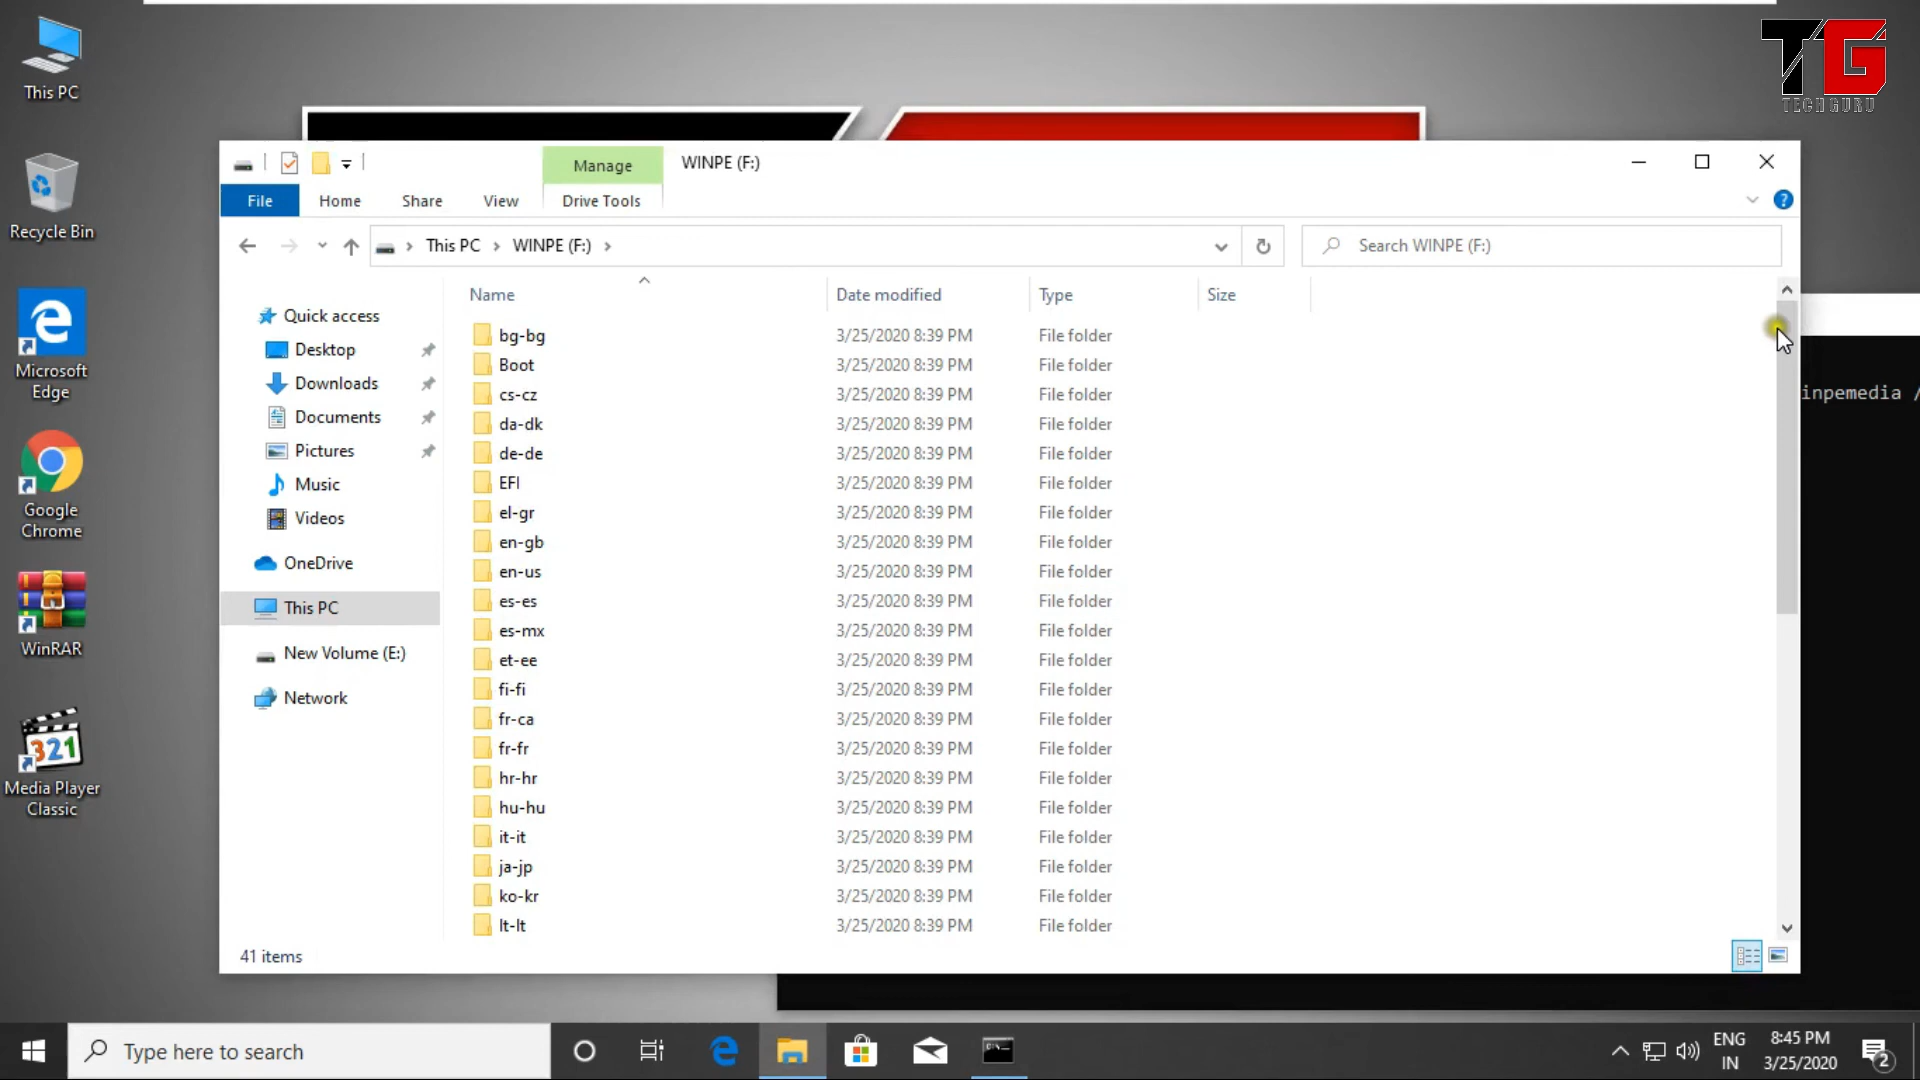 This PC
Recycle Bin
Microsoft
Edge
Google
Chrome
WinRAR
321
Media Player
Classic
TG
TECH GURU
Manage
WINPE (F:)
File
Home
Share
View
Drive Tools
?
This PC
WINPE (F:)
Search WINPE (F:)
Quick access
Desktop
Downloads
Documents
Pictures
Music
Videos
OneDrive
This PC
New Volume (E:)
Network
Name Date modified Type Size
bg-bg 3/25/2020 8:39 PM File folder
Boot 3/25/2020 8:39 PM File folder
cs-cz 3/25/2020 8:39 PM File folder
da-dk 3/25/2020 8:39 PM File folder
de-de 3/25/2020 8:39 PM File folder
EFI 3/25/2020 8:39 PM File folder
el-gr 3/25/2020 8:39 PM File folder
en-gb 3/25/2020 8:39 PM File folder
en-us 3/25/2020 8:39 PM File folder
es-es 3/25/2020 8:39 PM File folder
es-mx 3/25/2020 8:39 PM File folder
et-ee 3/25/2020 8:39 PM File folder
fi-fi 3/25/2020 8:39 PM File folder
fr-ca 3/25/2020 8:39 PM File folder
fr-fr 3/25/2020 8:39 PM File folder
hr-hr 3/25/2020 8:39 PM File folder
hu-hu 3/25/2020 8:39 PM File folder
it-it 3/25/2020 8:39 PM File folder
ja-jp 3/25/2020 8:39 PM File folder
ko-kr 3/25/2020 8:39 PM File folder
lt-lt 3/25/2020 8:39 PM File folder
41 items
inpemedia /
Type here to search
ENG
IN
8:45 PM
3/25/2020
2